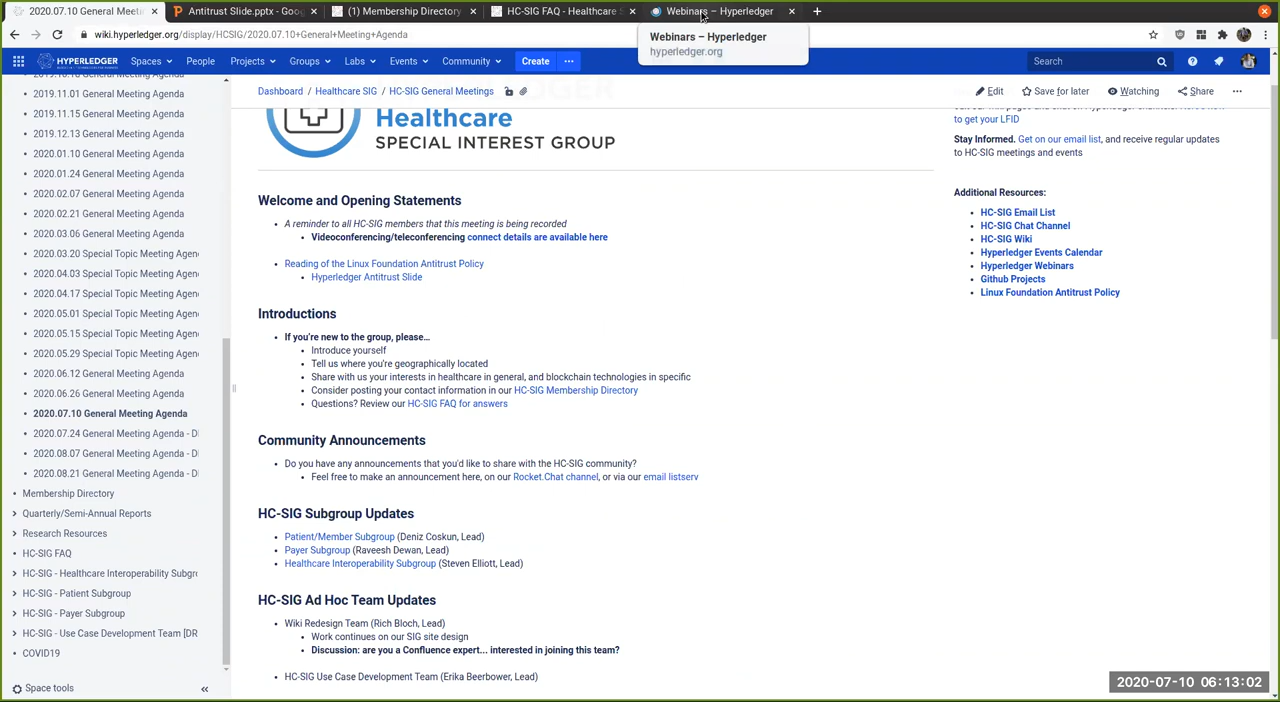 2020.07.10 General Meeti
Antitrust Slide.pptx - Goo
(1) Membership Directory
HC-SIG FAQ - Healthcare S
Webinars – Hyperledger
wiki.hyperledger.org/display/HCSIG/2020.07.10+General+Meeting+Agenda
Webinars – Hyperledger
hyperledger.org
HYPERLEDGER
Spaces
People
Projects
Groups
Labs
Events
Community
Create
Search
Dashboard / Healthcare SIG / HC-SIG General Meetings
Edit
Save for later
Watching
Share
2019.11.01 General Meeting Agenda
2019.11.15 General Meeting Agenda
2019.12.13 General Meeting Agenda
2020.01.10 General Meeting Agenda
2020.01.24 General Meeting Agenda
2020.02.07 General Meeting Agenda
2020.02.21 General Meeting Agenda
2020.03.06 General Meeting Agenda
2020.03.20 Special Topic Meeting Agen
2020.04.03 Special Topic Meeting Agen
2020.04.17 Special Topic Meeting Agen
2020.05.01 Special Topic Meeting Agen
2020.05.15 Special Topic Meeting Agen
2020.05.29 Special Topic Meeting Agen
2020.06.12 General Meeting Agenda
2020.06.26 General Meeting Agenda
2020.07.10 General Meeting Agenda
2020.07.24 General Meeting Agenda - D
2020.08.07 General Meeting Agenda - D
2020.08.21 General Meeting Agenda - D
Membership Directory
Quarterly/Semi-Annual Reports
Research Resources
HC-SIG FAQ
HC-SIG - Healthcare Interoperability Subgr
HC-SIG - Patient Subgroup
HC-SIG - Payer Subgroup
HC-SIG - Use Case Development Team [DR
COVID19
Space tools
Healthcare
SPECIAL INTEREST GROUP
Welcome and Opening Statements
A reminder to all HC-SIG members that this meeting is being recorded
Videoconferencing/teleconferencing connect details are available here
Reading of the Linux Foundation Antitrust Policy
Hyperledger Antitrust Slide
Introductions
If you're new to the group, please...
Introduce yourself
Tell us where you're geographically located
Share with us your interests in healthcare in general, and blockchain technologies in specific
Consider posting your contact information in our HC-SIG Membership Directory
Questions? Review our HC-SIG FAQ for answers
Community Announcements
Do you have any announcements that you'd like to share with the HC-SIG community?
Feel free to make an announcement here, on our Rocket.Chat channel, or via our email listserv
HC-SIG Subgroup Updates
Patient/Member Subgroup (Deniz Coskun, Lead)
Payer Subgroup (Raveesh Dewan, Lead)
Healthcare Interoperability Subgroup (Steven Elliott, Lead)
HC-SIG Ad Hoc Team Updates
Wiki Redesign Team (Rich Bloch, Lead)
Work continues on our SIG site design
Discussion: are you a Confluence expert... interested in joining this team?
HC-SIG Use Case Development Team (Erika Beerbower, Lead)
to get your LFID
Stay Informed. Get on our email list, and receive regular updates
to HC-SIG meetings and events
Additional Resources:
HC-SIG Email List
HC-SIG Chat Channel
HC-SIG Wiki
Hyperledger Events Calendar
Hyperledger Webinars
Github Projects
Linux Foundation Antitrust Policy
2020-07-10 06:13:02